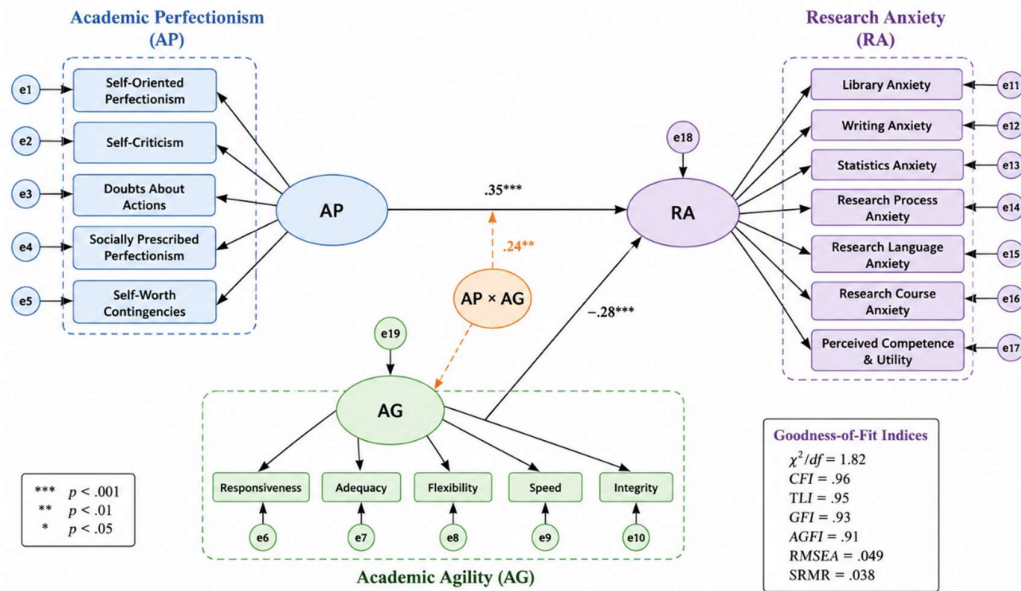 Academic Perfectionism
(AP)
e1
Self-Oriented
Perfectionism
e2
Self-Criticism
e3
Doubts About
Actions
e4
Socially Prescribed
Perfectionism
e5
Self-Worth
Contingencies
AP
.35***
.24**
AP × AG
−.28***
e18
RA
Research Anxiety
(RA)
Library Anxiety
e11
Writing Anxiety
e12
Statistics Anxiety
e13
Research Process
Anxiety
e14
Research Language
Anxiety
e15
Research Course
Anxiety
e16
Perceived Competence
& Utility
e17
e19
AG
Responsiveness
Adequacy
Flexibility
Speed
Integrity
e6
e7
e8
e9
e10
Academic Agility (AG)
*** p < .001
** p < .01
* p < .05
Goodness-of-Fit Indices
χ²/df = 1.82
CFI = .96
TLI = .95
GFI = .93
AGFI = .91
RMSEA = .049
SRMR = .038